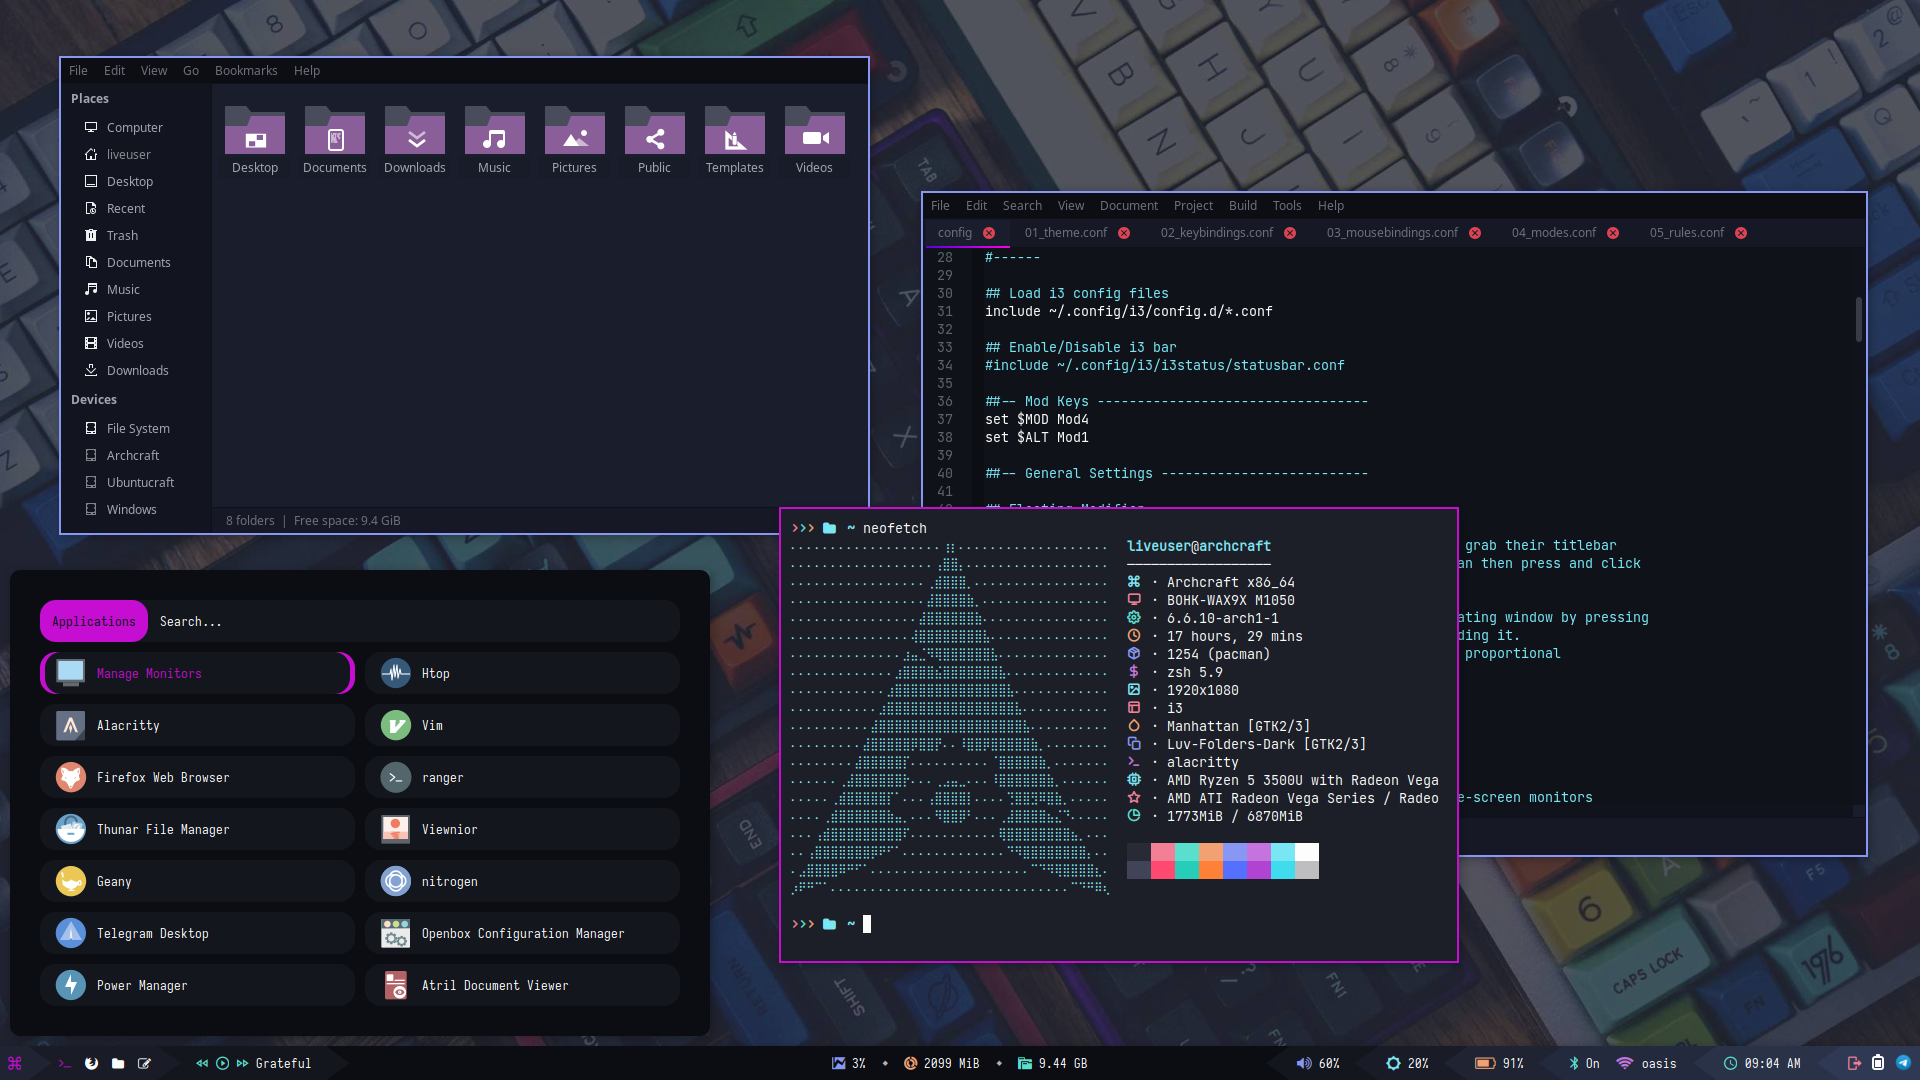 File Edit View Go Bookmarks Help
Places
Computer
liveuser
Desktop
Recent
Trash
Documents
Music
Pictures
Videos
Downloads
Devices
File System
Archcraft
Ubuntucraft
Windows
Desktop Documents Downloads Music Pictures Public Templates Videos
8 folders | Free space: 9.4 GiB
File Edit Search View Document Project Build Tools Help
config 01_theme.conf 02_keybindings.conf 03_mousebindings.conf 04_modes.conf 05_rules.conf
28 #------
29
30 ## Load i3 config files
31 include ~/.config/i3/config.d/*.conf
32
33 ## Enable/Disable i3 bar
34 #include ~/.config/i3/i3status/statusbar.conf
35
36 ##-- Mod Keys ----------------------------------
37 set $MOD Mod4
38 set $ALT Mod1
39
40 ##-- General Settings --------------------------
41
grab their titlebar
an then press and click
ating window by pressing
ding it.
proportional
e-screen monitors
>>> ~ neofetch
liveuser@archcraft
Archcraft x86_64
BOHK-WAX9X M1050
6.6.10-arch1-1
17 hours, 29 mins
1254 (pacman)
zsh 5.9
1920x1080
i3
Manhattan [GTK2/3]
Luv-Folders-Dark [GTK2/3]
alacritty
AMD Ryzen 5 3500U with Radeon Vega
AMD ATI Radeon Vega Series / Radeo
1773MiB / 6870MiB
>>> ~
Applications Search...
Manage Monitors Htop
Alacritty Vim
Firefox Web Browser ranger
Thunar File Manager Viewnior
Geany nitrogen
Telegram Desktop Openbox Configuration Manager
Power Manager Atril Document Viewer
Grateful 3% 2099 MiB 9.44 GB 60% 20% 91% On oasis 09:04 AM
TAB
END
SHIFT
CAPS LOCK
FN
FN1
F5
6
196